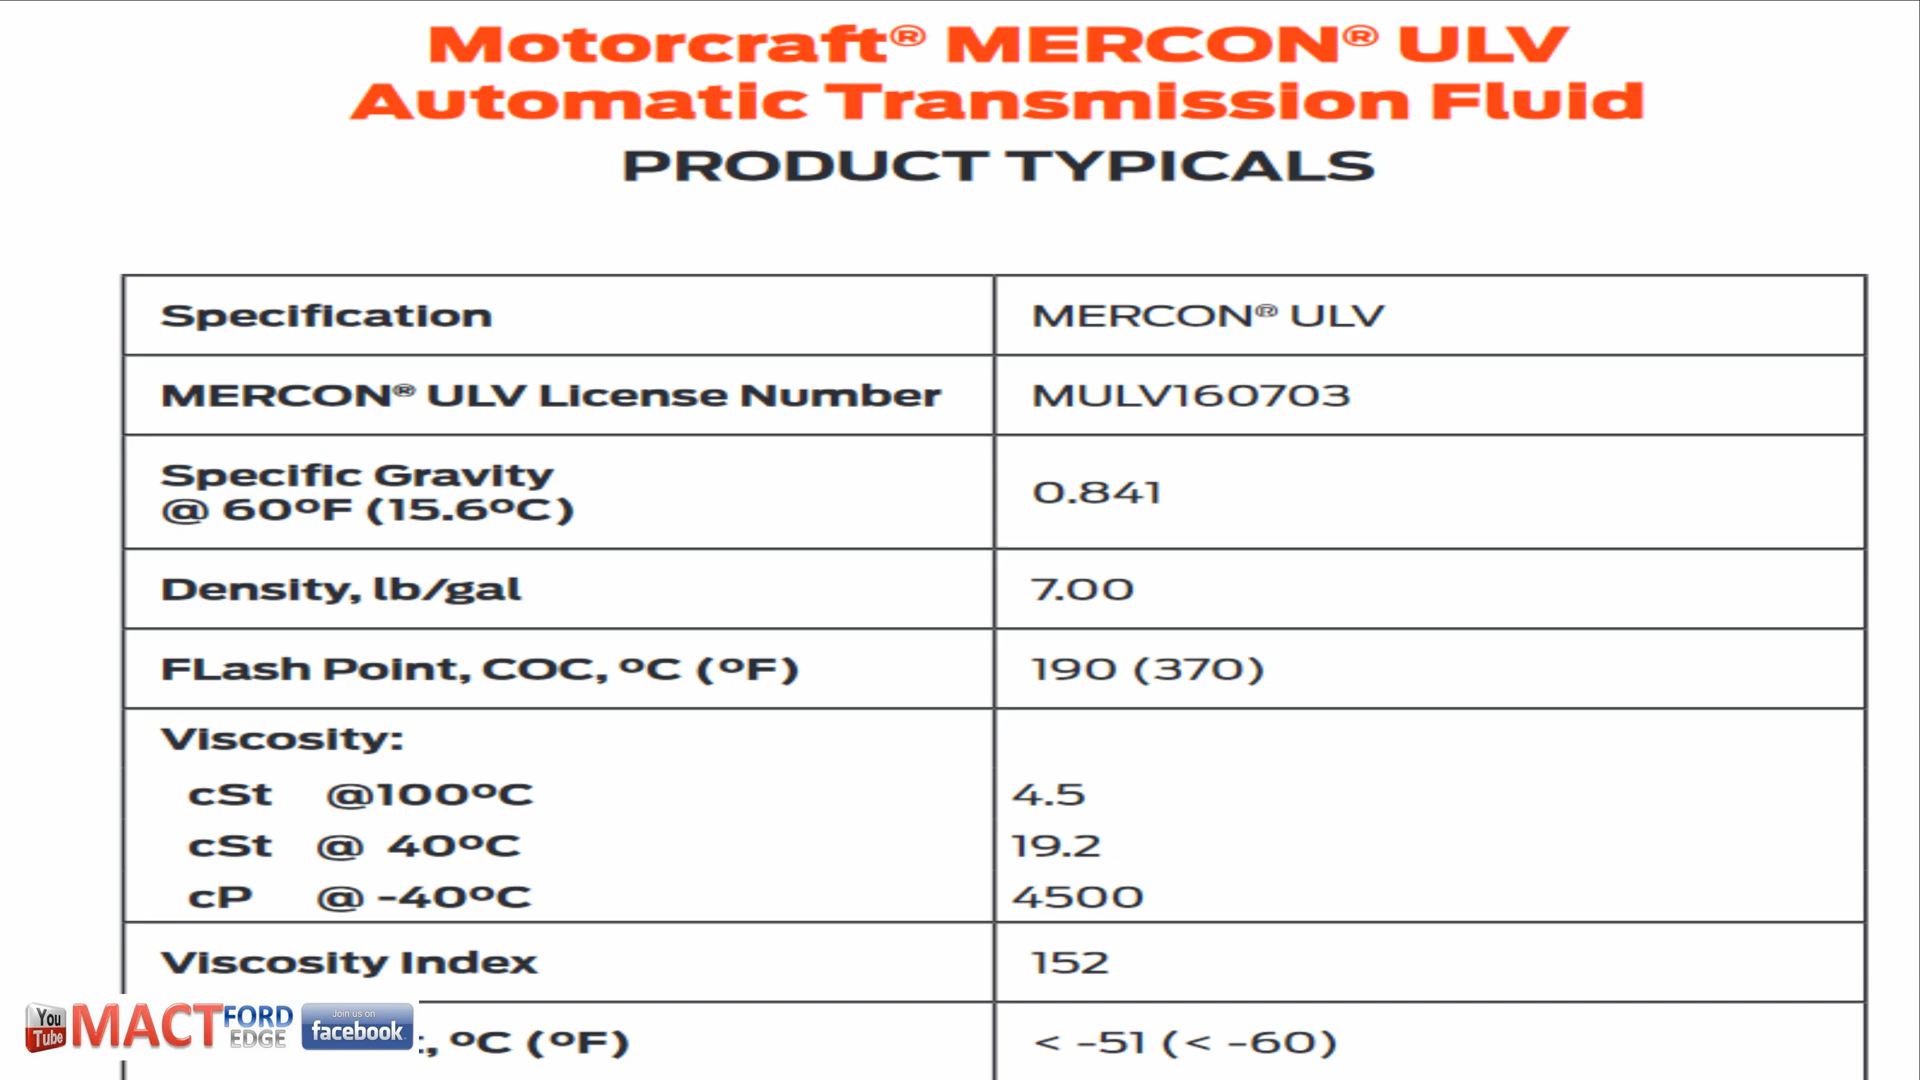 Motorcraft® MERCON® ULV
Automatic Transmission Fluid
PRODUCT TYPICALS
Specification MERCON® ULV
MERCON® ULV License Number MULV160703
Specific Gravity
@ 60ºF (15.6ºC) 0.841
Density, lb/gal 7.00
FLash Point, COC, ºC (ºF) 190 (370)
Viscosity:
cSt @100ºC 4.5
cSt @ 40ºC 19.2
cP @ -40ºC 4500
Viscosity Index 152
, ºC (ºF) < -51 (< -60)
You Tube MACT FORD EDGE Join us on facebook